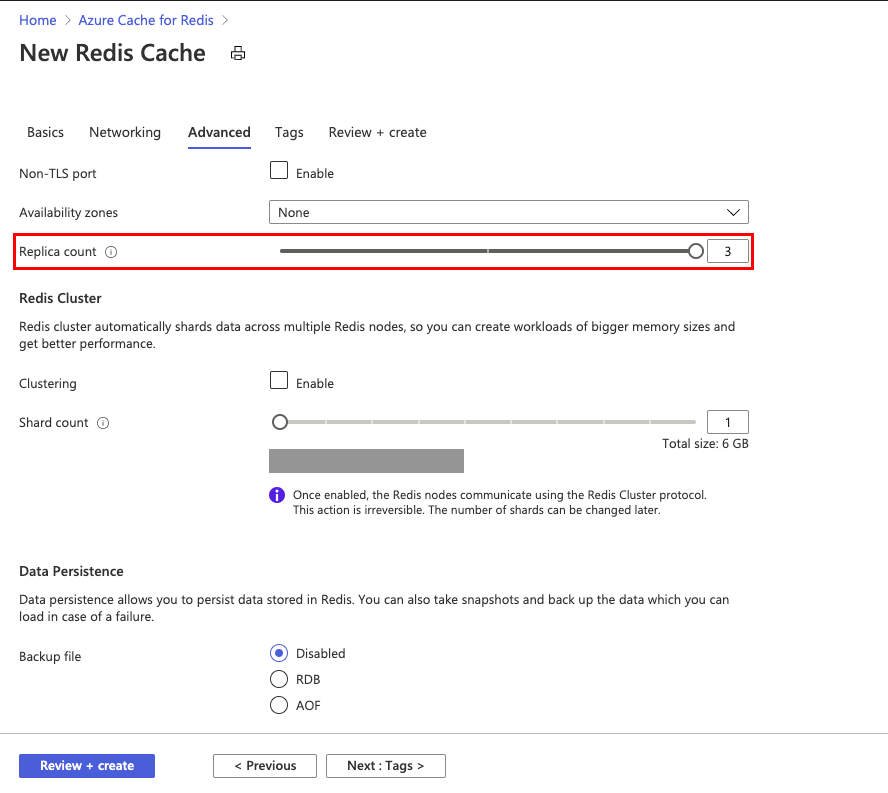 Home > Azure Cache for Redis >
New Redis Cache
Basics Networking Advanced Tags Review + create
Non-TLS port Enable
Availability zones None
Replica count 3
Redis Cluster
Redis cluster automatically shards data across multiple Redis nodes, so you can create workloads of bigger memory sizes and
get better performance.
Clustering Enable
Shard count 1
Total size: 6 GB
Once enabled, the Redis nodes communicate using the Redis Cluster protocol.
This action is irreversible. The number of shards can be changed later.
Data Persistence
Data persistence allows you to persist data stored in Redis. You can also take snapshots and back up the data which you can
load in case of a failure.
Backup file Disabled
RDB
AOF
Review + create < Previous Next : Tags >